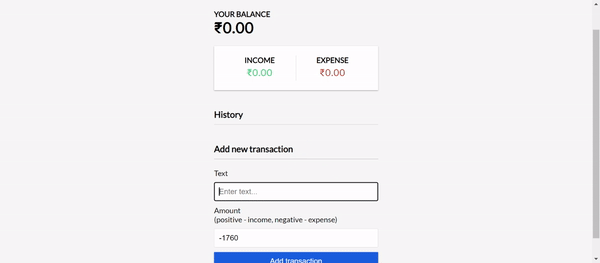 YOUR BALANCE
₹0.00
INCOME EXPENSE
₹0.00 ₹0.00
History
Add new transaction
Text
Enter text...
Amount
(positive - income, negative - expense)
-1760
Add transaction